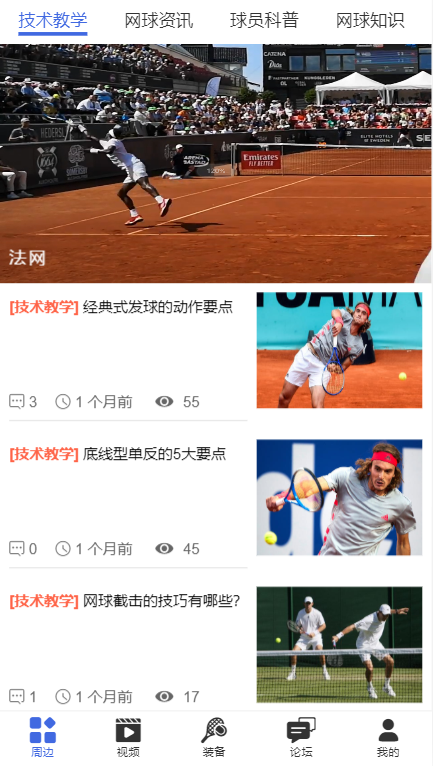 技术教学 网球资讯 球员科普 网球知识
CATENA
Emirates
FLY BETTER
法网
[技术教学] 经典式发球的动作要点
3 1 个月前 55
[技术教学] 底线型单反的5大要点
0 1 个月前 45
[技术教学] 网球截击的技巧有哪些?
1 1 个月前 17
周边 视频 装备 论坛 我的